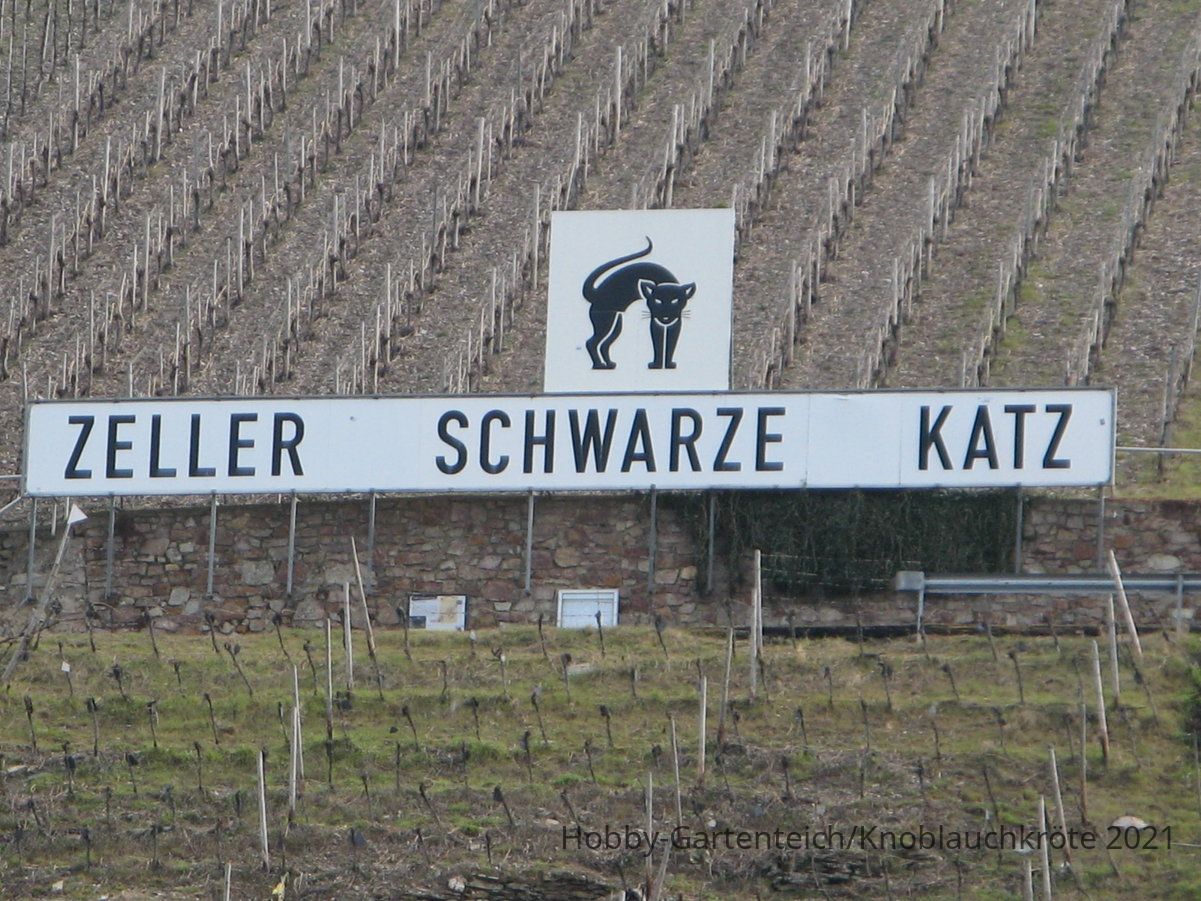 ZELLER SCHWARZE KATZ
Hobby-Gartenteich/Knoblauchkröte 2021